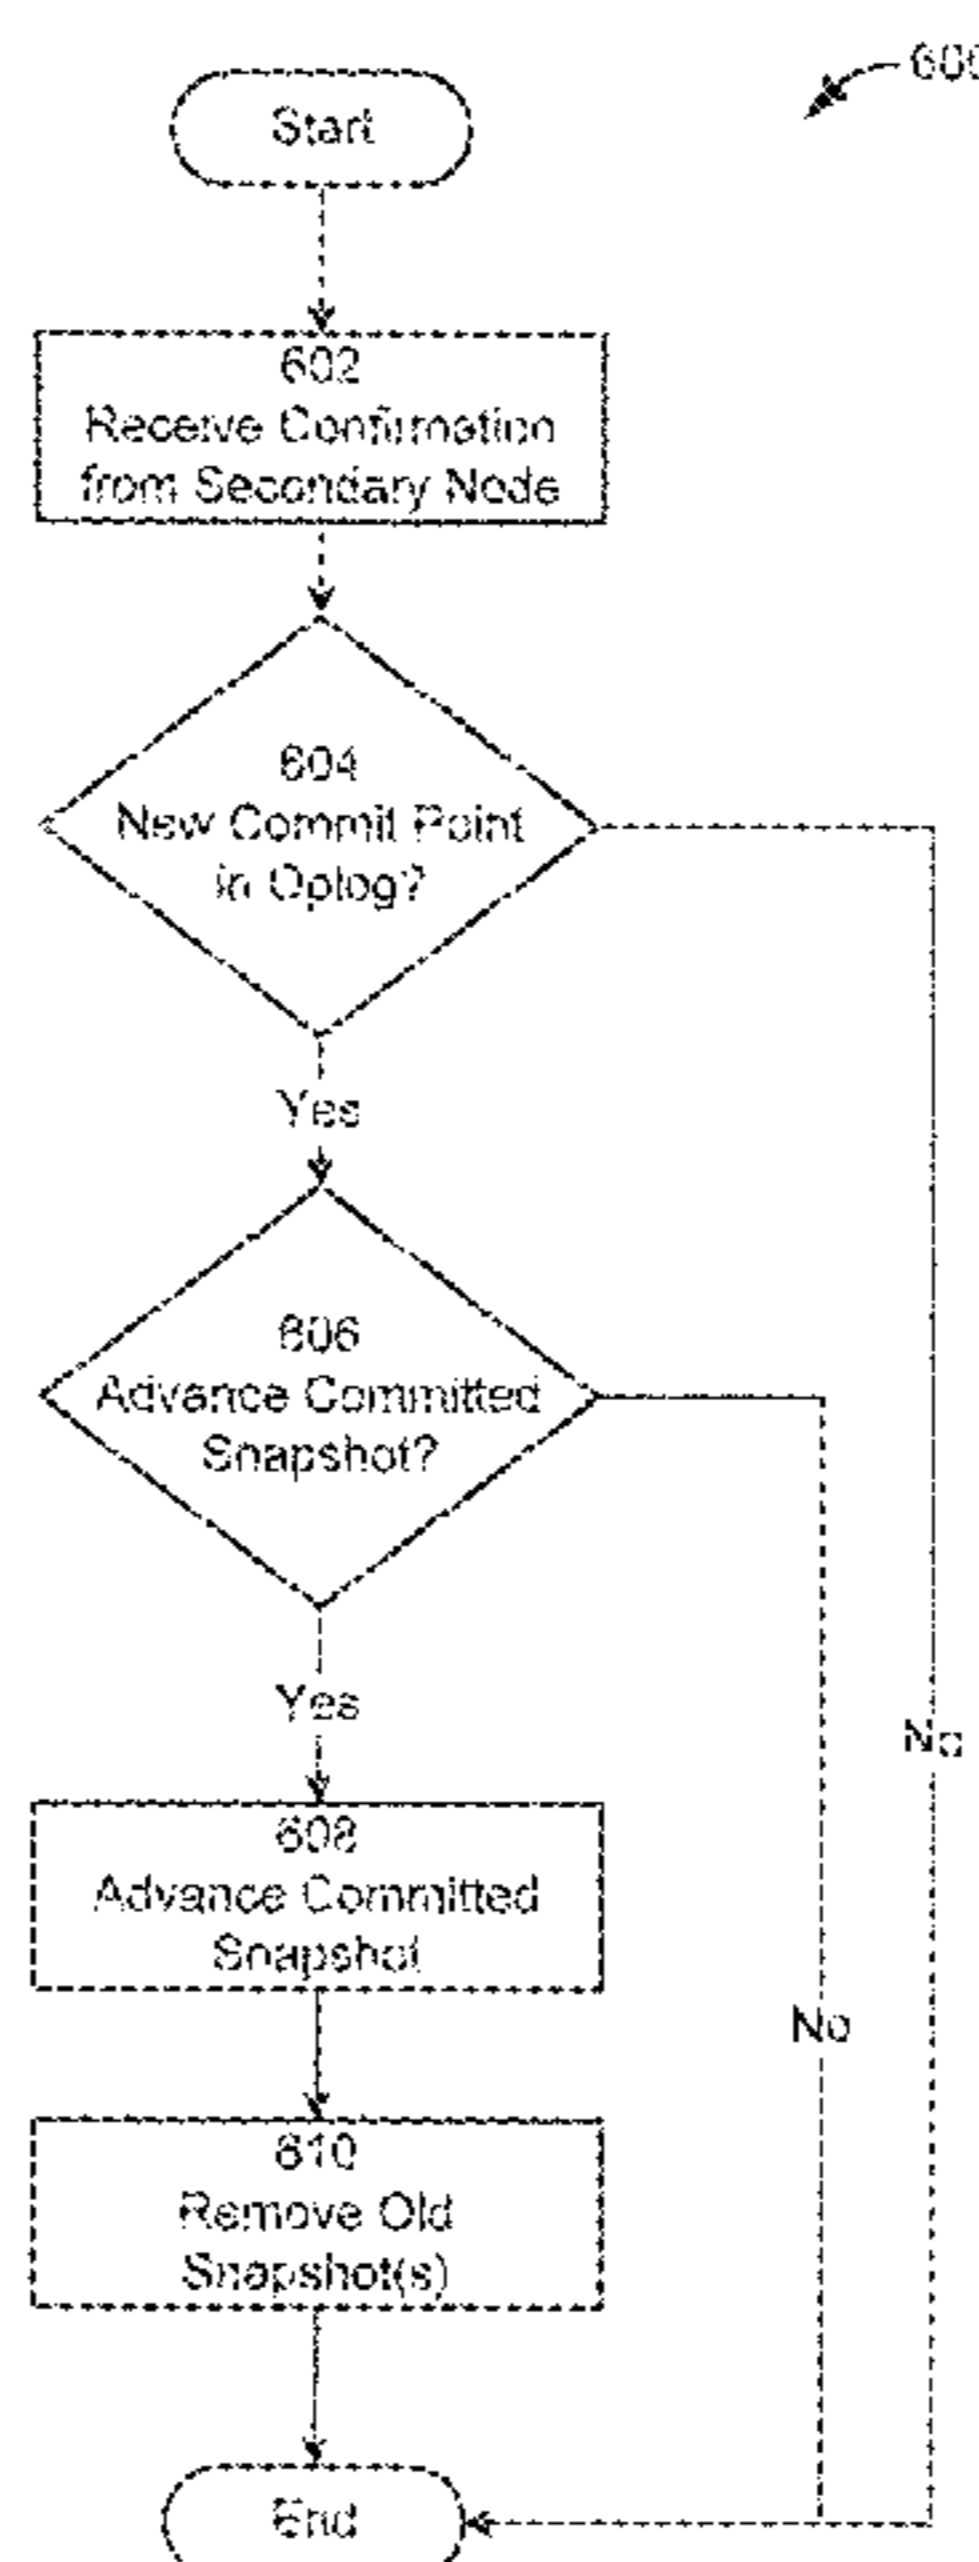 600
Start
602
Receive Confirmation
from Secondary Node
604
New Commit Point
in Oplog?
Yes
606
Advance Committed
Snapshot?
Yes
No
608
Advance Committed
Snapshot
No
610
Remove Old
Snapshot(s)
End